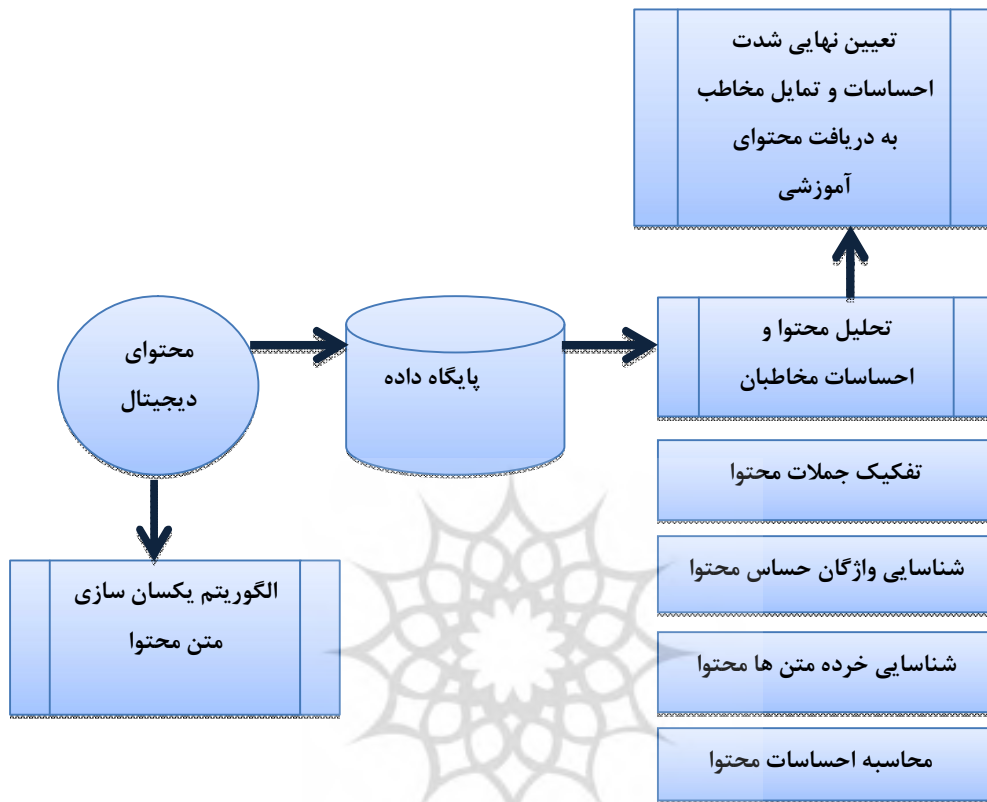 تعیین نهایی شدت
احساسات و تمایل مخاطب
به دریافت محتوای
آموزشی
تحلیل محتوا و
احساسات مخاطبان
پایگاه داده
محتوای
دیجیتال
تفکیک جملات محتوا
شناسایی واژگان حساس محتوا
الگوریتم یکسان سازی
متن محتوا
شناسایی خرده متن ها محتوا
محاسبه احساسات محتوا